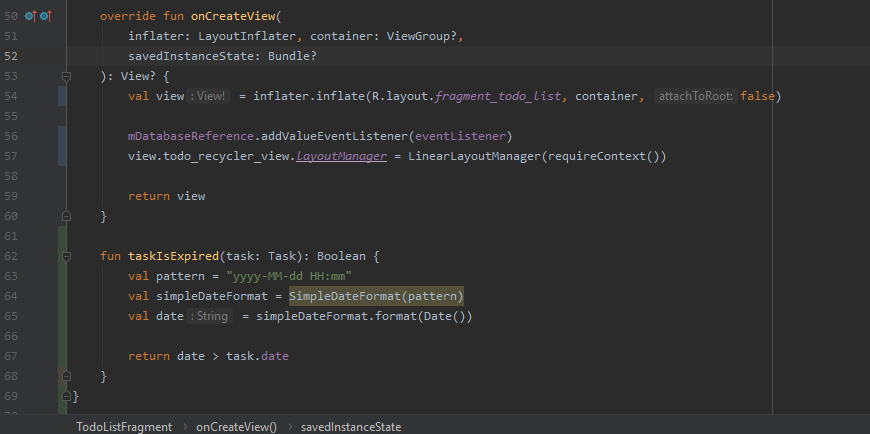 50 override fun onCreateView(
51 inflater: LayoutInflater, container: ViewGroup?,
52 savedInstanceState: Bundle?
53 ): View? {
54 val view : View! = inflater.inflate(R.layout.fragment_todo_list, container, attachToRoot: false)
55
56 mDatabaseReference.addValueEventListener(eventListener)
57 view.todo_recycler_view.layoutManager = LinearLayoutManager(requireContext())
58
59 return view
60 }
61
62 fun taskIsExpired(task: Task): Boolean {
63 val pattern = "yyyy-MM-dd HH:mm"
64 val simpleDateFormat = SimpleDateFormat(pattern)
65 val date : String = simpleDateFormat.format(Date())
66
67 return date > task.date
68 }
69 }
TodoListFragment › onCreateView() › savedInstanceState